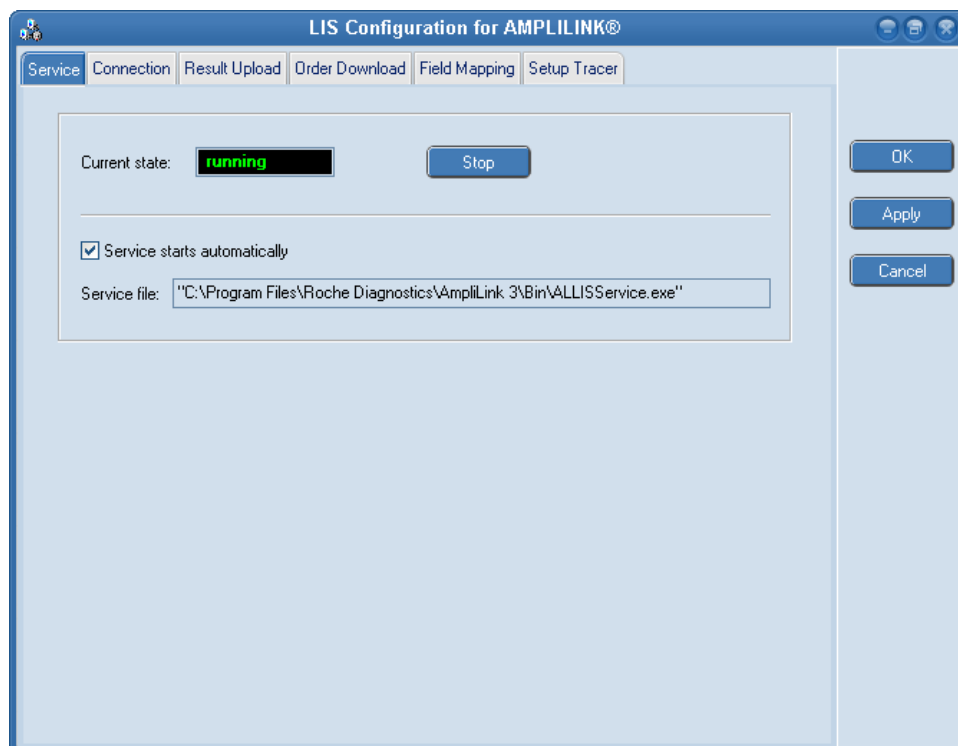 LIS Configuration for AMPLILINK®
Service Connection Result Upload Order Download Field Mapping Setup Tracer
Current state: running Stop
Service starts automatically
Service file: "C:\Program Files\Roche Diagnostics\AmpliLink 3\Bin\ALLISService.exe"
OK
Apply
Cancel